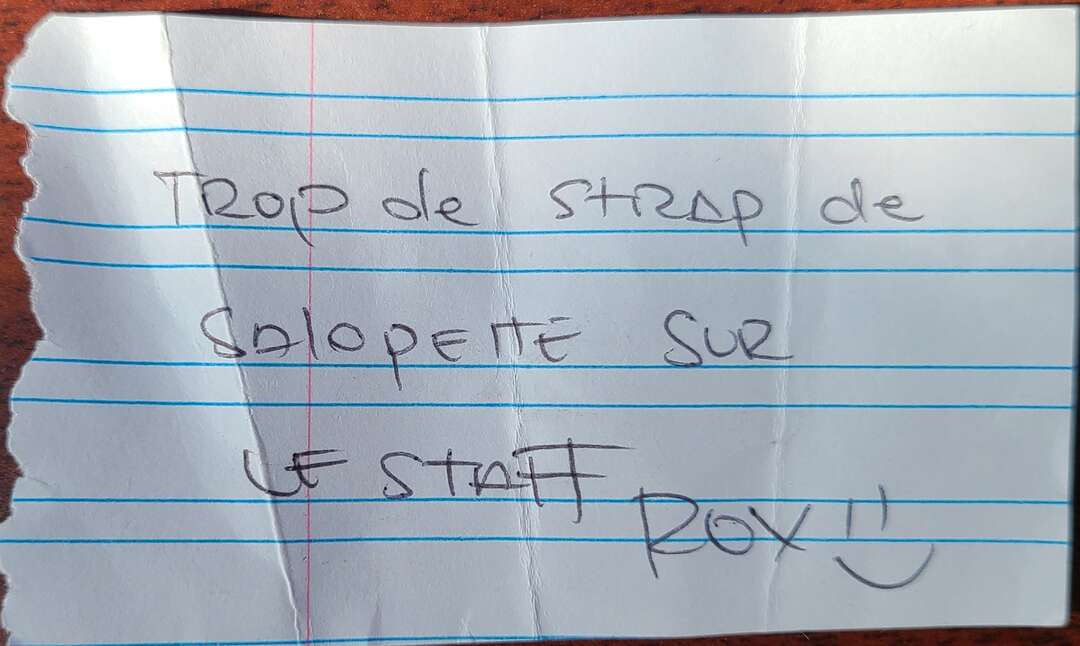 TROP de STRAP de
SALOPETTE SUR
LE STAFF
ROX